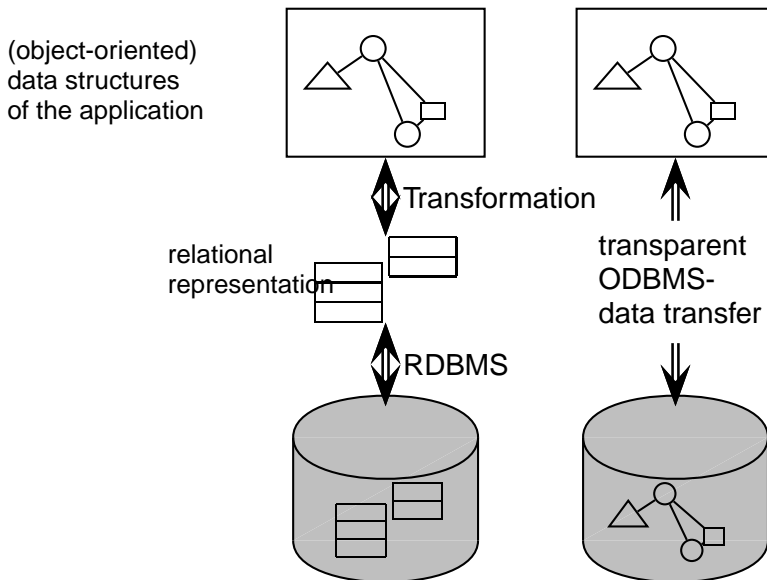 (object-oriented)
data structures
of the application
Transformation
relational
representation
transparent
ODBMS-
data transfer
RDBMS